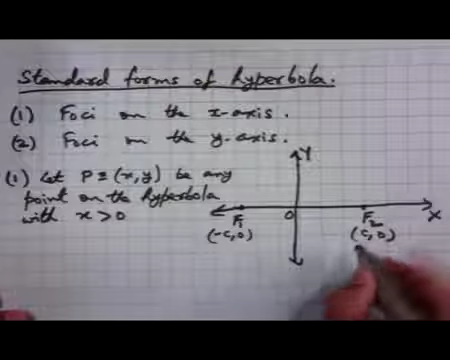 Standard forms of hyperbola.
(1) Foci on the x-axis.
(2) Foci on the y-axis.
(1) Let P ≡ (x, y) be any
point on the hyperbola
with x > 0
Y
O
X
F₁
F₂
(-c, 0)
(c, 0)